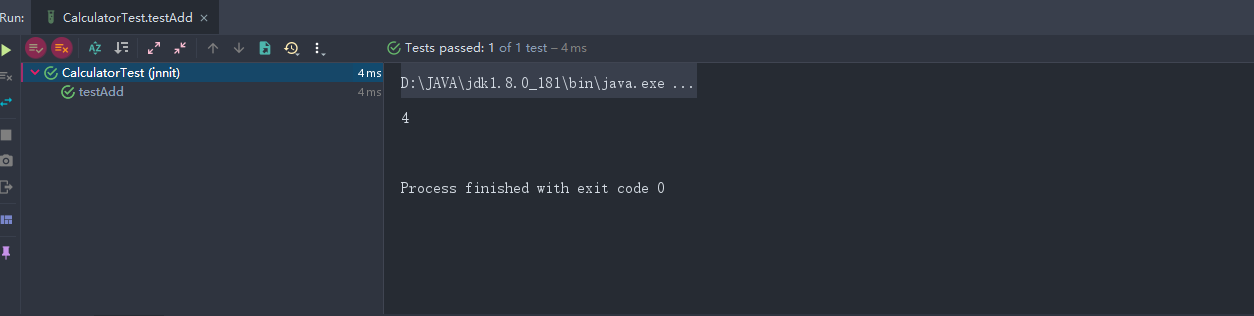 Run: CalculatorTest.testAdd ×
Tests passed: 1 of 1 test – 4 ms
CalculatorTest (jnnit) 4 ms
testAdd 4 ms
D:\JAVA\jdk1.8.0_181\bin\java.exe ...
4
Process finished with exit code 0